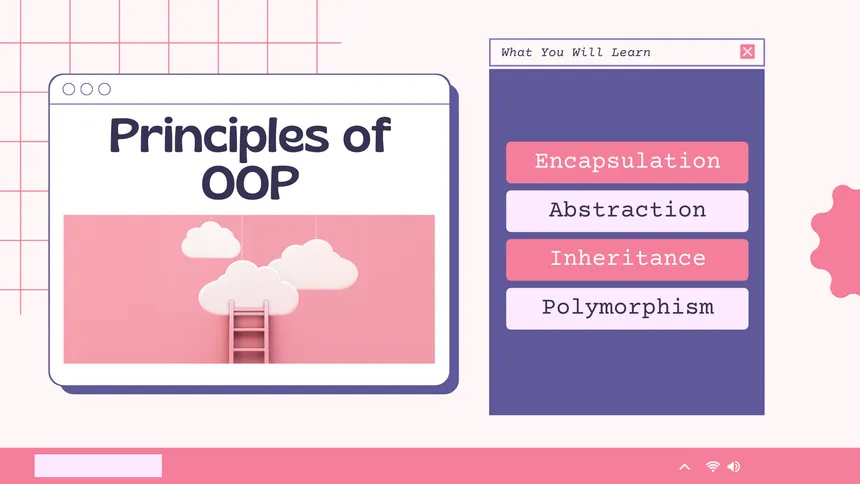 Principles of
OOP
What You Will Learn
Encapsulation
Abstraction
Inheritance
Polymorphism